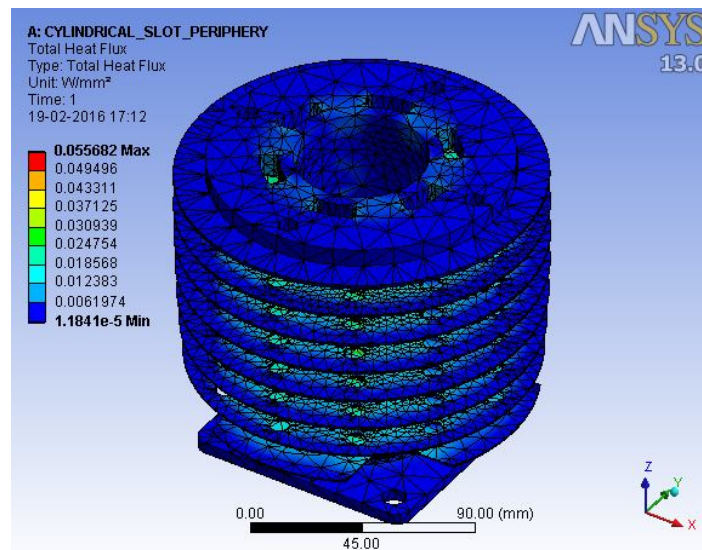 A: CYLINDRICAL_SLOT_PERIPHERY
Total Heat Flux
Type: Total Heat Flux
Unit: W/mm²
Time: 1
19-02-2016 17:12
0.055682 Max
0.049496
0.043311
0.037125
0.030939
0.024754
0.018568
0.012383
0.0061974
1.1841e-5 Min
ANSYS
13.0
0.00
90.00 (mm)
45.00
Z
Y
X